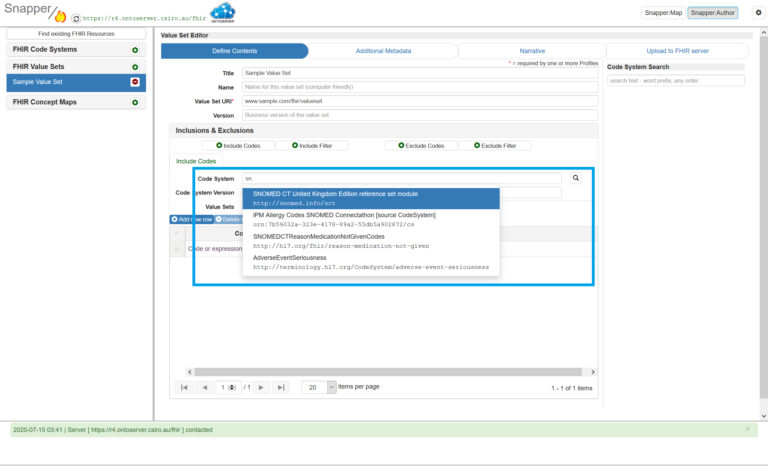 Snapper
https://r4.ontoserver.csiro.au/fhir
ONTOSERVER
Snapper:Map
Snapper:Author
Find existing FHIR Resources
FHIR Code Systems
FHIR Value Sets
Sample Value Set
FHIR Concept Maps
Value Set Editor
Define Contents
Additional Metadata
Narrative
Upload to FHIR server
* = required by one or more Profiles
Title
Sample Value Set
Name
Name for this value set (computer friendly)
Value Set URI*
www.sample.com/fhir/valueset
Version
Business version of the value set
Inclusions & Exclusions
Include Codes
Include Filter
Exclude Codes
Exclude Filter
Include Codes
Code System
sn
Code System Version
Value Sets
SNOMED CT United Kingdom Edition reference set module
http://snomed.info/sct
IPM Allergy Codes SNOMED Connectathon [source CodeSystem]
urn:7b59032a-323e-4178-89a2-55db5a902872/cs
SNOMEDCTReasonMedicationNotGivenCodes
http://hl7.org/fhir/reason-medication-not-given
AdverseEventSeriousness
http://terminology.hl7.org/CodeSystem/adverse-event-seriousness
Add new row
Delete
Co
Code or expression
1 / 1
20
items per page
1 - 1 of 1 items
Code System Search
search text - word prefix, any order
2020-07-15 03:41 | Server [ https://r4.ontoserver.csiro.au/fhir ] contacted